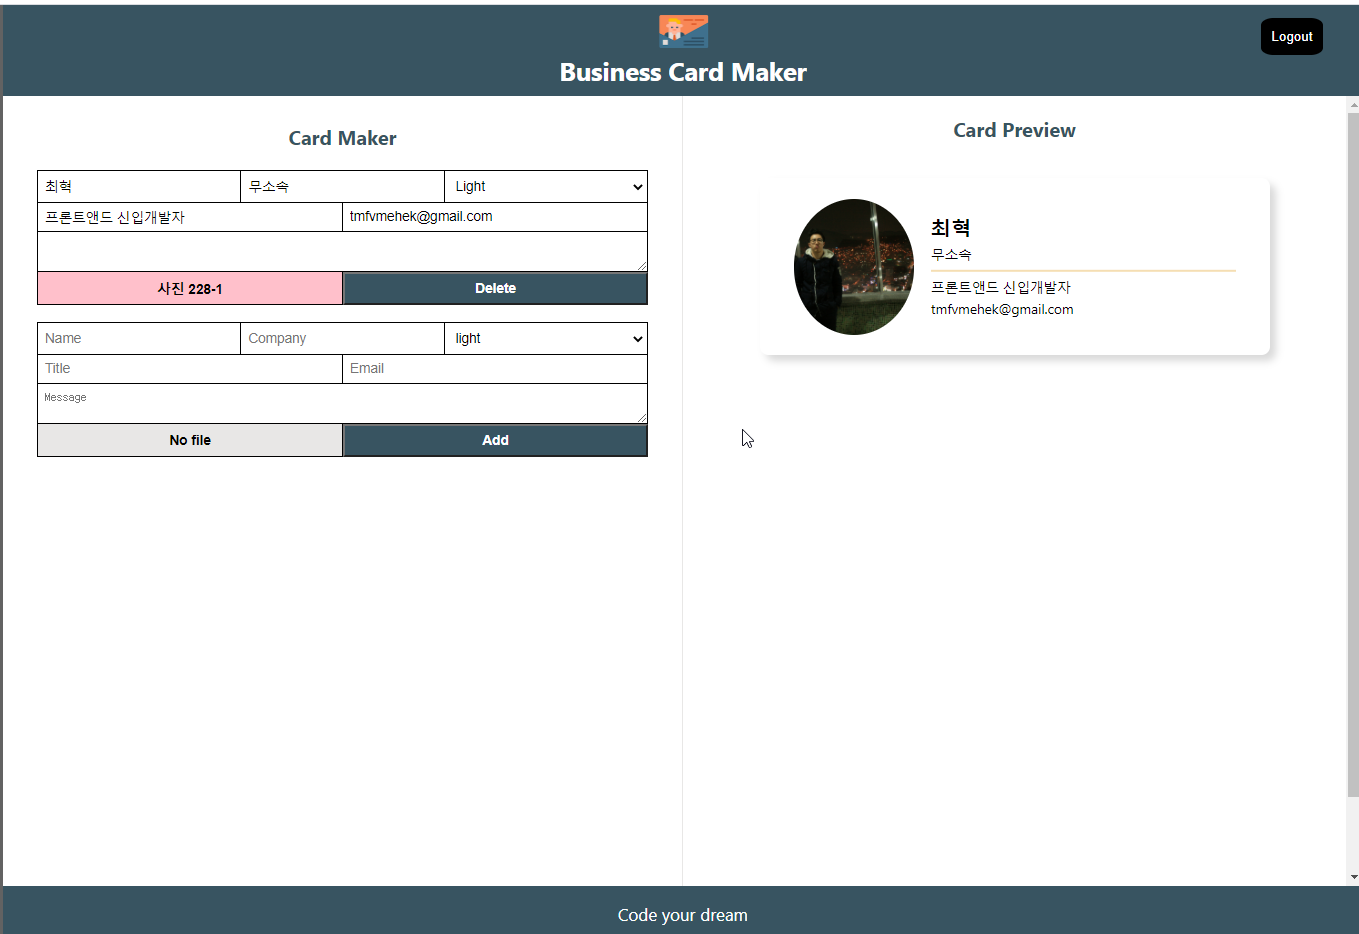 Logout
Business Card Maker
Card Maker
최혁 무소속 Light
프론트앤드 신입개발자 tmfvmehek@gmail.com
사진 228-1 Delete
Name Company light
Title Email
Message
No file Add
Card Preview
최혁
무소속
프론트앤드 신입개발자
tmfvmehek@gmail.com
Code your dream